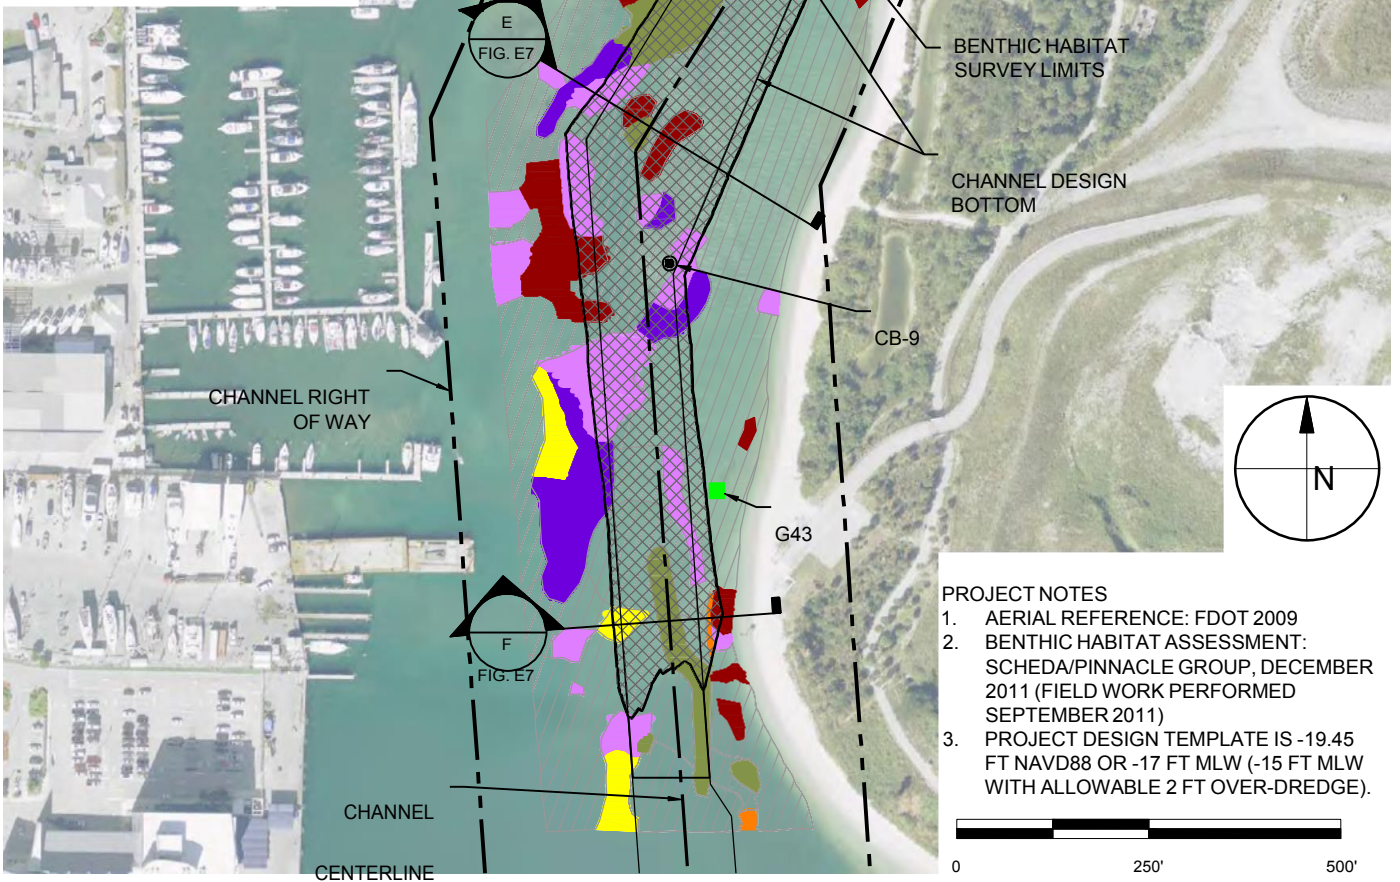 E
FIG. E7
BENTHIC HABITAT
SURVEY LIMITS
CHANNEL DESIGN
BOTTOM
CB-9
CHANNEL RIGHT
OF WAY
N
G43
F
FIG. E7
PROJECT NOTES
1. AERIAL REFERENCE: FDOT 2009
2. BENTHIC HABITAT ASSESSMENT:
SCHEDA/PINNACLE GROUP, DECEMBER
2011 (FIELD WORK PERFORMED
SEPTEMBER 2011)
3. PROJECT DESIGN TEMPLATE IS -19.45
FT NAVD88 OR -17 FT MLW (-15 FT MLW
WITH ALLOWABLE 2 FT OVER-DREDGE).
CHANNEL
CENTERLINE
0 250' 500'